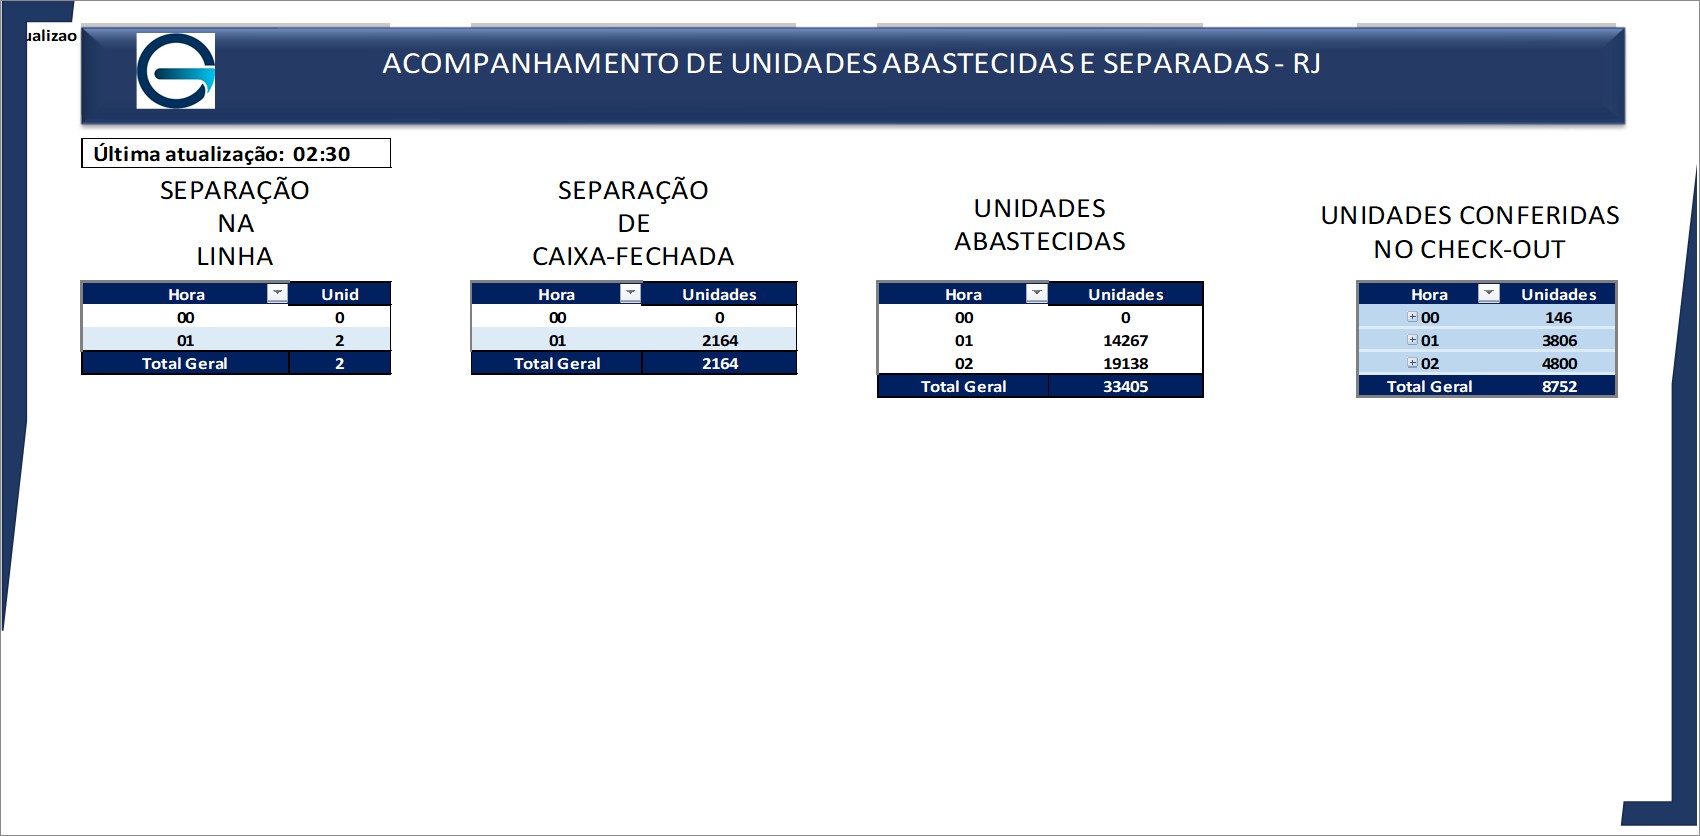 ualizao
ACOMPANHAMENTO DE UNIDADES ABASTECIDAS E SEPARADAS - RJ
Última atualização: 02:30
SEPARAÇÃO
NA
LINHA
Hora Unid
00 0
01 2
Total Geral 2
SEPARAÇÃO
DE
CAIXA-FECHADA
Hora Unidades
00 0
01 2164
Total Geral 2164
UNIDADES
ABASTECIDAS
Hora Unidades
00 0
01 14267
02 19138
Total Geral 33405
UNIDADES CONFERIDAS
NO CHECK-OUT
Hora Unidades
00 146
01 3806
02 4800
Total Geral 8752